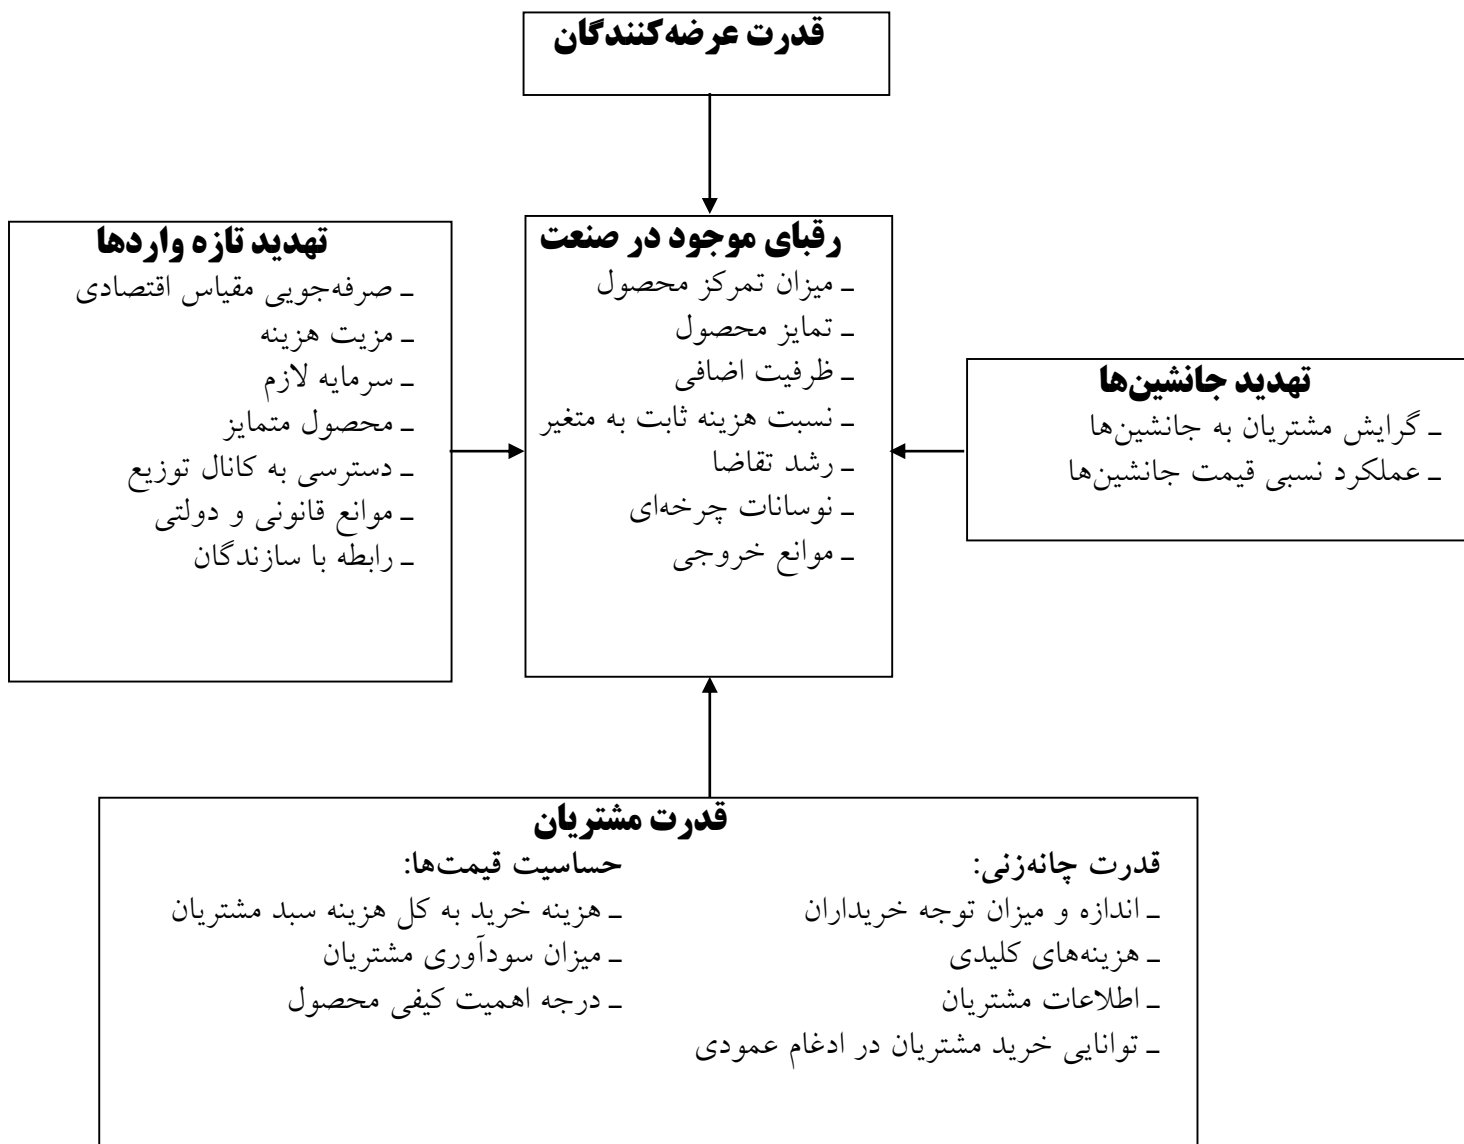 قدرت عرضه‌کنندگان
رقبای موجود در صنعت
ـ میزان تمرکز محصول
ـ تمایز محصول
ـ ظرفیت اضافی
ـ نسبت هزینه ثابت به متغیر
ـ رشد تقاضا
ـ نوسانات چرخه‌ای
ـ موانع خروجی
تهدید تازه واردها
ـ صرفه‌جویی مقیاس اقتصادی
ـ مزیت هزینه
ـ سرمایه لازم
ـ محصول متمایز
ـ دسترسی به کانال توزیع
ـ موانع قانونی و دولتی
ـ رابطه با سازندگان
تهدید جانشین‌ها
ـ گرایش مشتریان به جانشین‌ها
ـ عملکرد نسبی قیمت جانشین‌ها
قدرت مشتریان
قدرت چانه‌زنی:
ـ اندازه و میزان توجه خریداران
ـ هزینه‌های کلیدی
ـ اطلاعات مشتریان
ـ توانایی خرید مشتریان در ادغام عمودی
حساسیت قیمت‌ها:
ـ هزینه خرید به کل هزینه سبد مشتریان
ـ میزان سودآوری مشتریان
ـ درجه اهمیت کیفی محصول